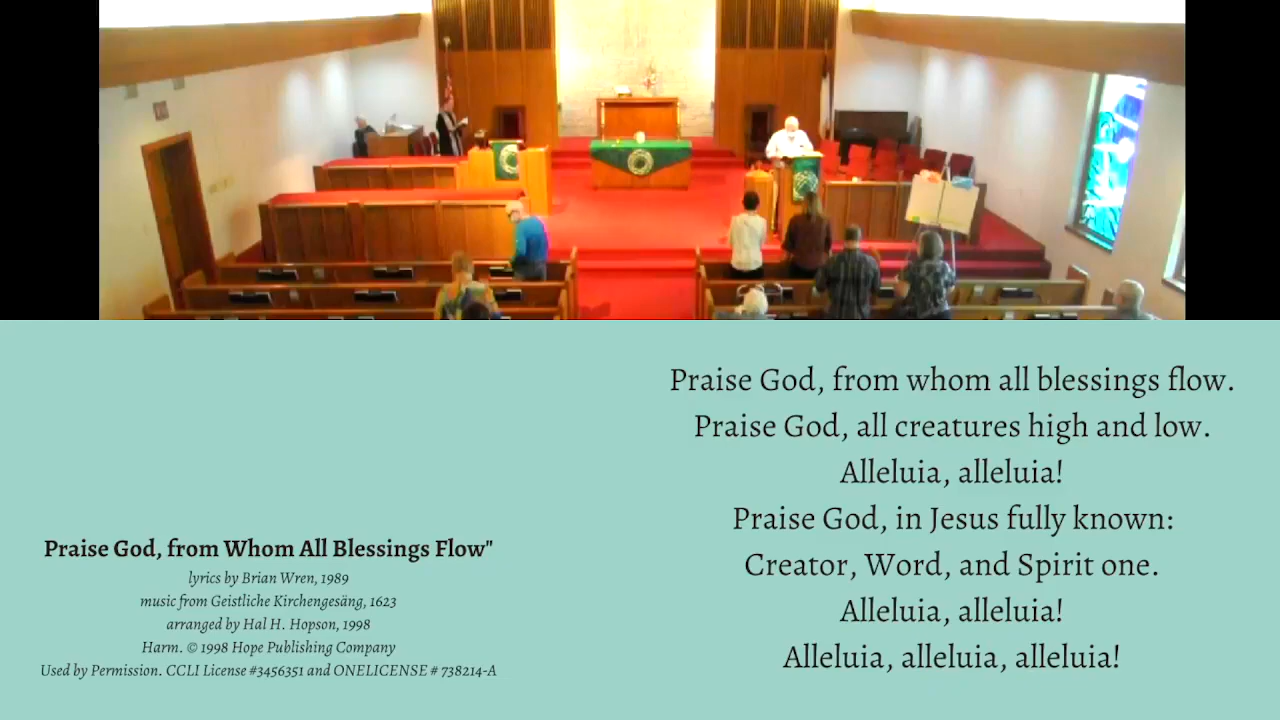 Praise God, from whom all blessings flow.
Praise God, all creatures high and low.
Alleluia, alleluia!
Praise God, in Jesus fully known:
Creator, Word, and Spirit one.
Alleluia, alleluia!
Alleluia, alleluia, alleluia!
Praise God, from Whom All Blessings Flow"
lyrics by Brian Wren, 1989
music from Geistliche Kirchengesäng, 1623
arranged by Hal H. Hopson, 1998
Harm. © 1998 Hope Publishing Company
Used by Permission. CCLI License #3456351 and ONELICENSE # 738214-A